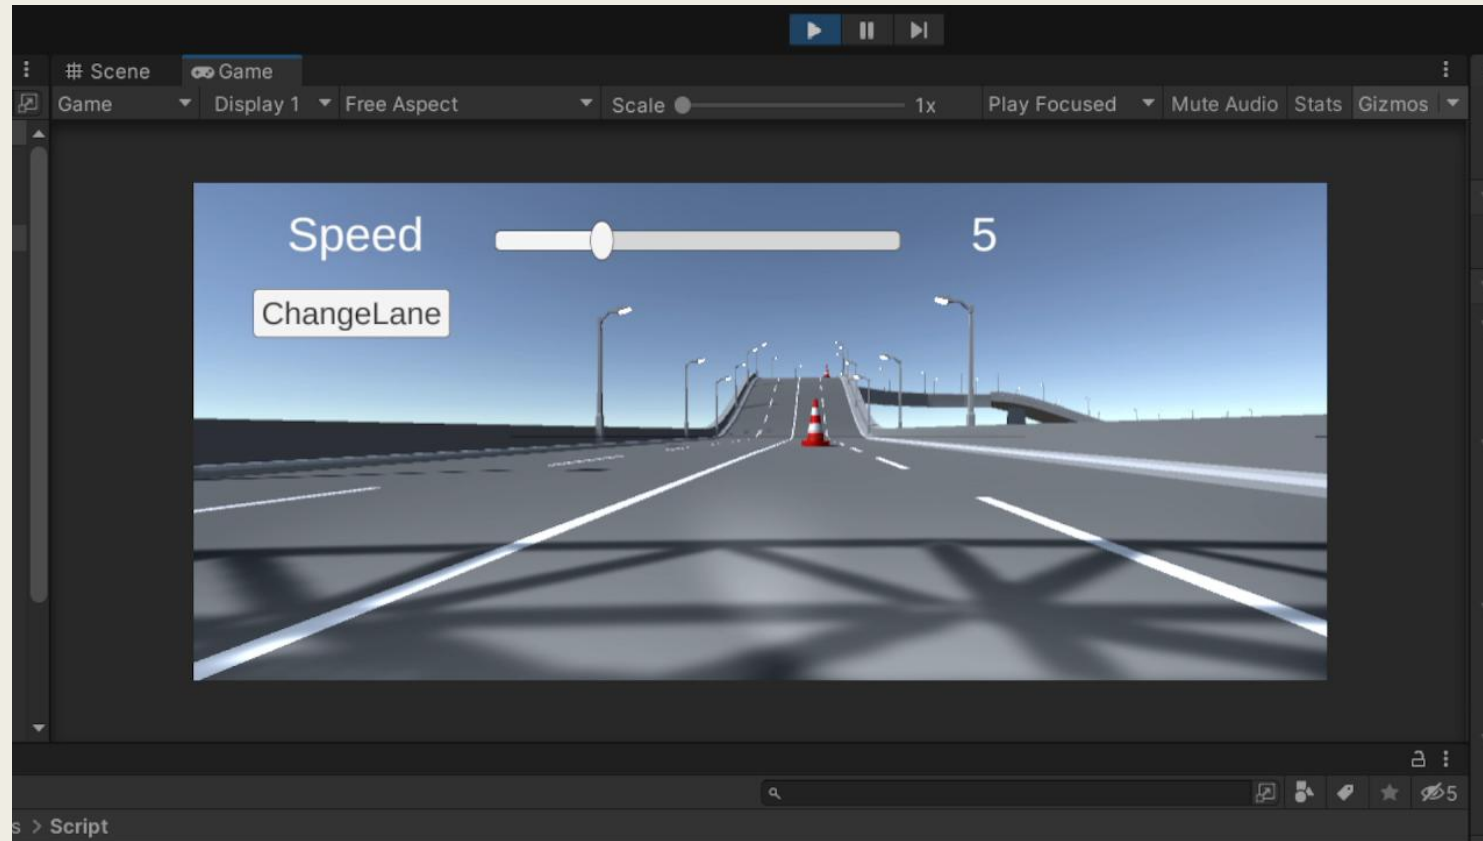 Scene Game
Game Display 1 Free Aspect Scale 1x Play Focused Mute Audio Stats Gizmos
Speed 5
ChangeLane
5
s > Script